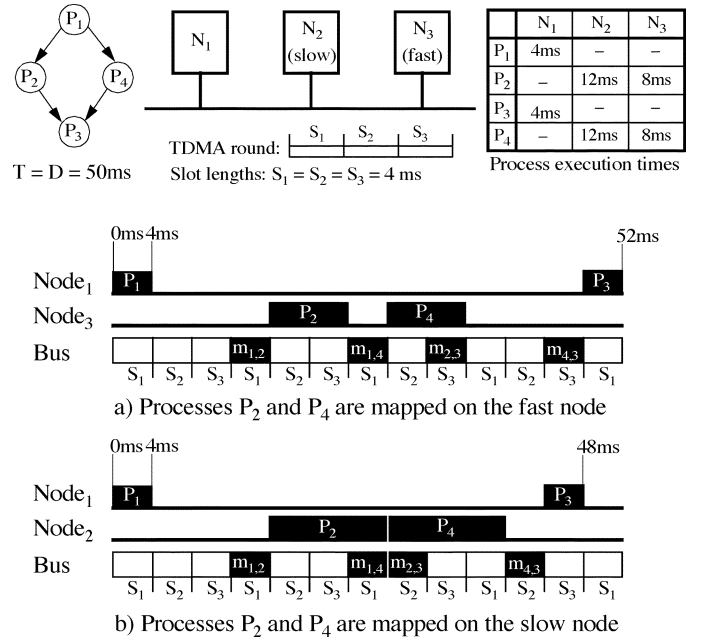 P1
P2 P4
P3
T = D = 50ms
N1 N2 (slow) N3 (fast)
S1 S2 S3
TDMA round:
Slot lengths: S1 = S2 = S3 = 4 ms
N1 N2 N3
P1 4ms – –
P2 – 12ms 8ms
P3 4ms – –
P4 – 12ms 8ms
Process execution times
0ms 4ms 52ms
Node1 P1 P3
Node3 P2 P4
Bus m1,2 m1,4 m2,3 m4,3
S1 S2 S3 S1 S2 S3 S1 S2 S3 S1 S2 S3 S1
a) Processes P2 and P4 are mapped on the fast node
0ms 4ms 48ms
Node1 P1 P3
Node2 P2 P4
Bus m1,2 m1,4 m2,3 m4,3
S1 S2 S3 S1 S2 S3 S1 S2 S3 S1 S2 S3 S1
b) Processes P2 and P4 are mapped on the slow node